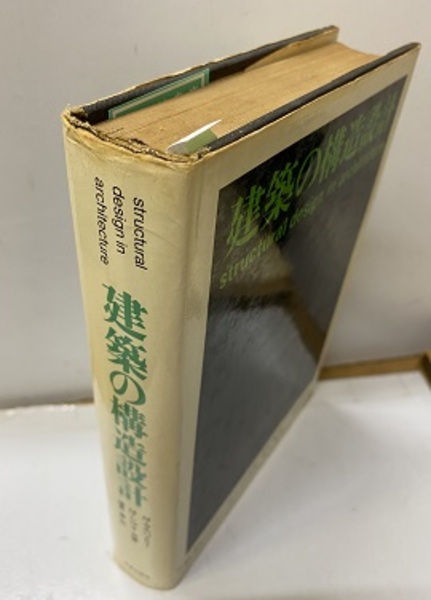 structural
design in
architecture
建築の構造設計
建築の構造設計
structural design in